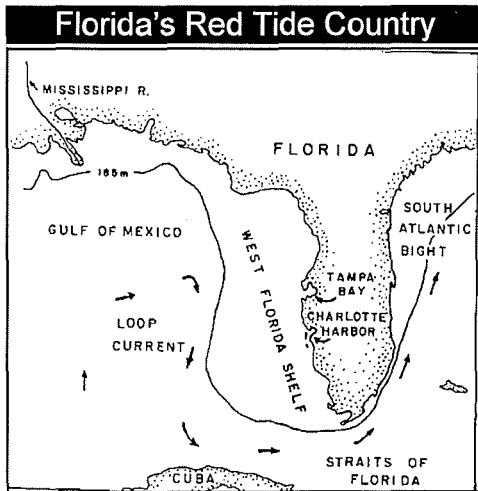 Florida's Red Tide Country
MISSISSIPPI R.
FLORIDA
185m
SOUTH
ATLANTIC
BIGHT
GULF OF MEXICO
WEST FLORIDA SHELF
TAMPA
BAY
CHARLOTTE
HARBOR
LOOP
CURRENT
STRAITS OF
FLORIDA
CUBA